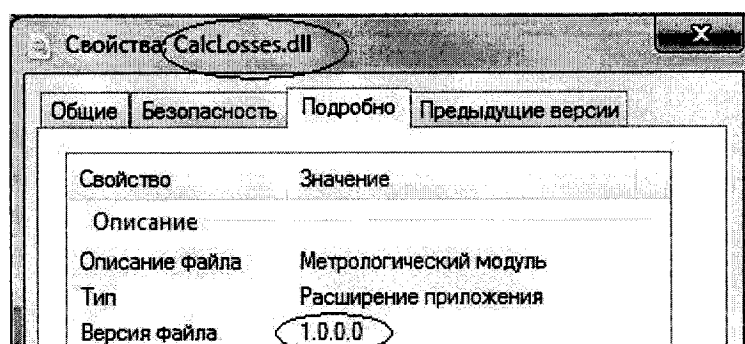 Свойства: CalcLosses.dll
Общие Безопасность Подробно Предыдущие версии
Свойство Значение
Описание
Описание файла Метрологический модуль
Тип Расширение приложения
Версия файла 1.0.0.0